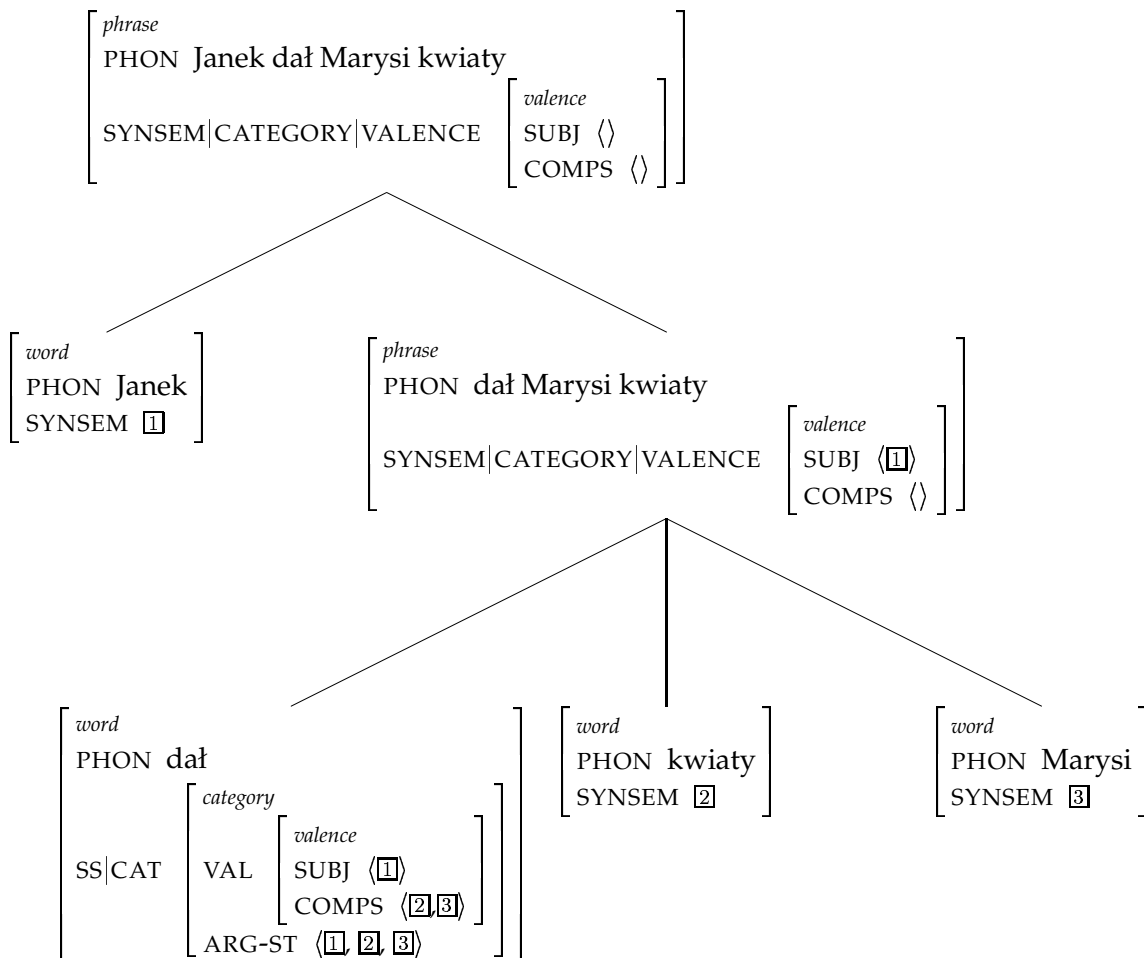 phrase
PHON Janek dał Marysi kwiaty
valence
SYNSEM|CATEGORY|VALENCE SUBJ ⟨⟩
COMPS ⟨⟩
word
PHON Janek
SYNSEM 1
phrase
PHON dał Marysi kwiaty
valence
SYNSEM|CATEGORY|VALENCE SUBJ ⟨1⟩
COMPS ⟨⟩
word
PHON dał
category
valence
SS|CAT VAL SUBJ ⟨1⟩
COMPS ⟨2,3⟩
ARG-ST ⟨1, 2, 3⟩
word
PHON kwiaty
SYNSEM 2
word
PHON Marysi
SYNSEM 3